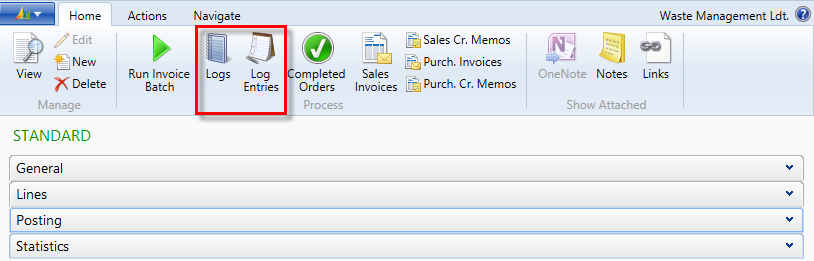 Home Actions Navigate Waste Management Ldt.
View
Edit
New
Delete
Manage
Run Invoice
Batch
Logs
Log
Entries
Completed
Orders
Sales
Invoices
Sales Cr. Memos
Purch. Invoices
Purch. Cr. Memos
Process
OneNote
Notes
Links
Show Attached
STANDARD
General
Lines
Posting
Statistics